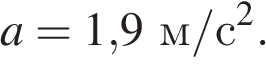 a = 1,9 м/с².